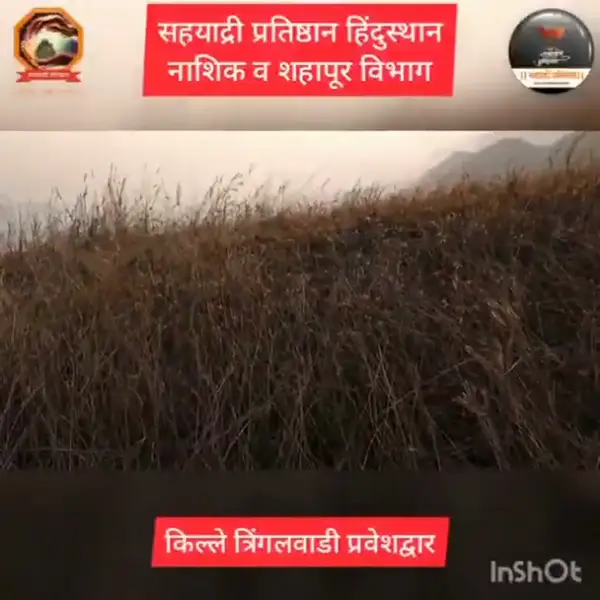 सहयाद्री प्रतिष्ठान हिंदुस्थान
नाशिक व शहापूर विभाग
किल्ले त्रिंगलवाडी प्रवेशद्वार
InShOt